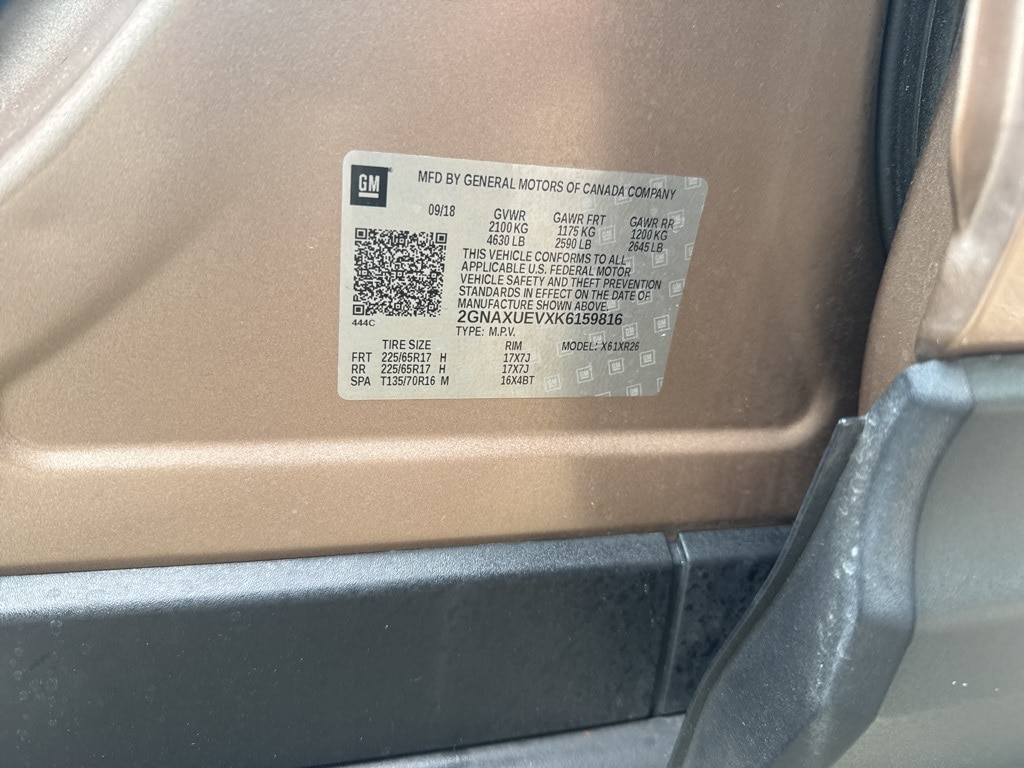 GM
MFD BY GENERAL MOTORS OF CANADA COMPANY
09/18 GVWR GAWR FRT GAWR RR
2100 KG 1175 KG 1200 KG
4630 LB 2590 LB 2645 LB
THIS VEHICLE CONFORMS TO ALL
APPLICABLE U.S. FEDERAL MOTOR
VEHICLE SAFETY AND THEFT PREVENTION
STANDARDS IN EFFECT ON THE DATE OF
MANUFACTURE SHOWN ABOVE.
2GNAXUEVXK6159816
444C
TYPE: M.P.V.
TIRE SIZE RIM MODEL: X61XR26
FRT 225/65R17 H 17X7J
RR 225/65R17 H 17X7J
SPA T135/70R16 M 16X4BT